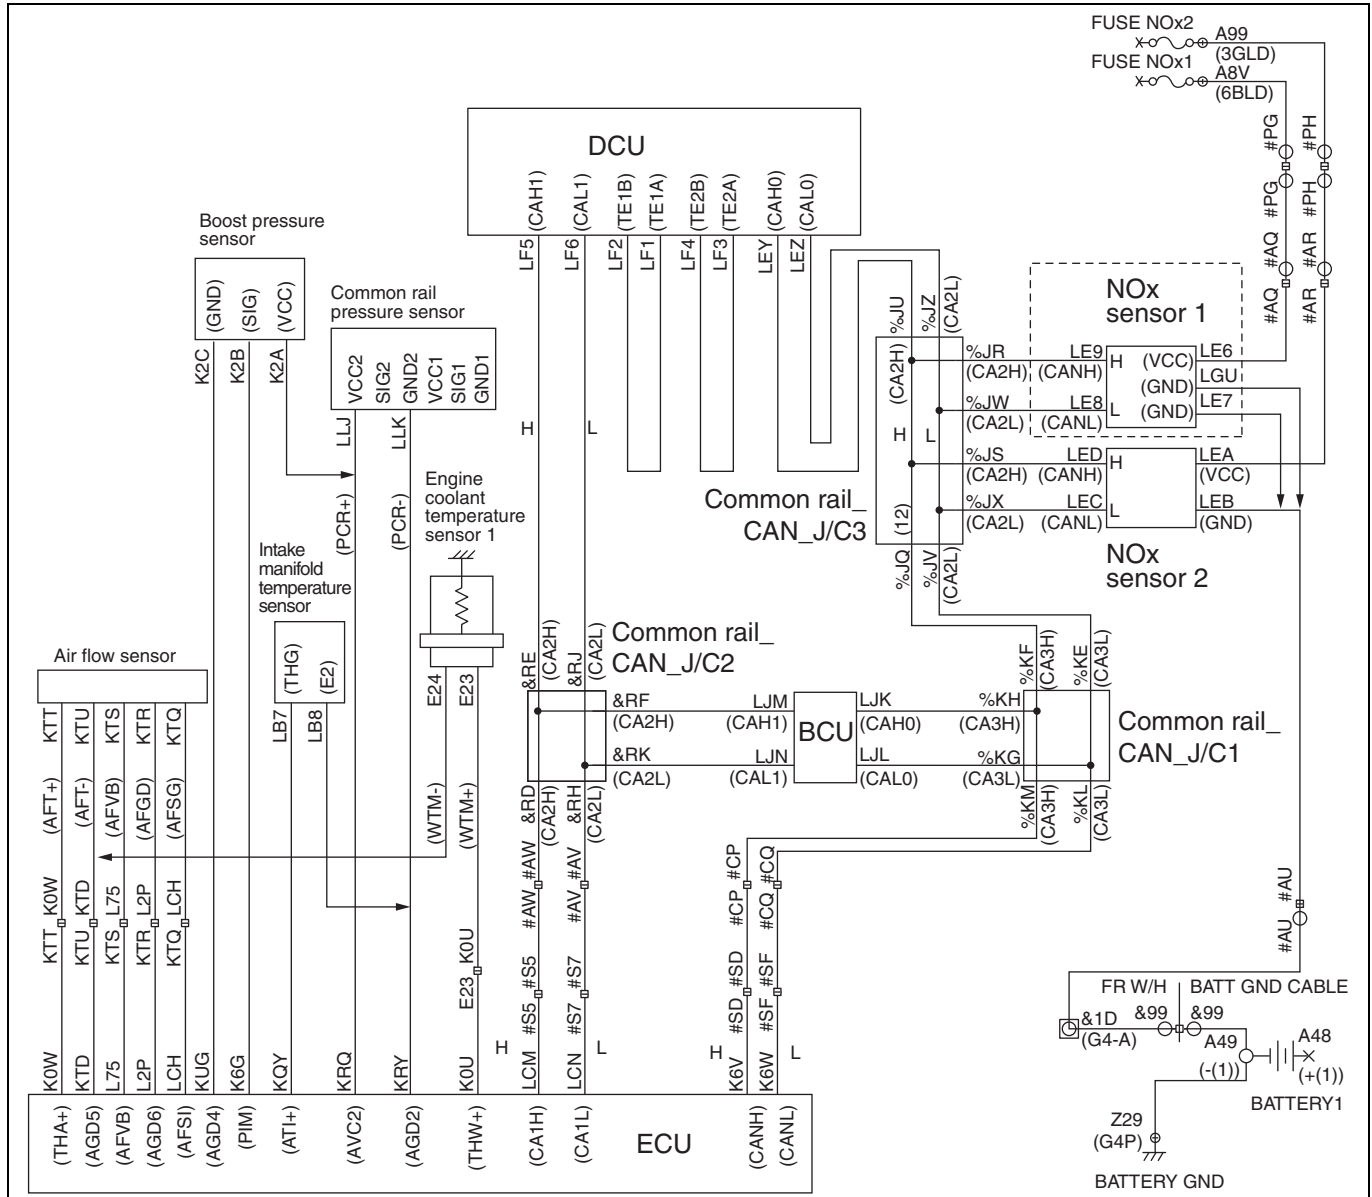 FUSE NOx2
A99
(3GLD)
FUSE NOx1
A8V
(6BLD)
#PG
#PH
#PG
#PH
#AQ
#AR
#AQ
#AR
DCU
(CAH1)
(CAL1)
(TE1B)
(TE1A)
(TE2B)
(TE2A)
(CAH0)
(CAL0)
LF5
LF6
LF2
LF1
LF4
LF3
LEY
LEZ
Boost pressure
sensor
(GND)
(SIG)
(VCC)
K2C
K2B
K2A
Common rail
pressure sensor
VCC2
SIG2
GND2
VCC1
SIG1
GND1
LLJ
LLK
(PCR+)
(PCR-)
H
L
%JU
%JZ
(CA2L)
(CA2H)
H
L
(12)
%JR
(CA2H)
%JW
(CA2L)
%JS
(CA2H)
%JX
(CA2L)
NOx
sensor 1
LE9
(CANH)
H
LE8
(CANL)
L
(VCC)
(GND)
(GND)
LE6
LGU
LE7
LED
(CANH)
H
LEC
(CANL)
L
LEA
(VCC)
LEB
(GND)
NOx
sensor 2
Common rail_
CAN_J/C3
%JQ
%JV
(CA2L)
Engine
coolant
temperature
sensor 1
Intake
manifold
temperature
sensor
(THG)
(E2)
LB7
LB8
E24
E23
(WTM-)
(WTM+)
Air flow sensor
KTT
KTU
KTS
KTR
KTQ
(AFT+)
(AFT-)
(AFVB)
(AFGD)
(AFSG)
K0W
KTD
L75
L2P
LCH
KTT
KTU
KTS
KTR
KTQ
K0U
E23
&RE
(CA2H)
&RJ
(CA2L)
Common rail_
CAN_J/C2
&RF
(CA2H)
&RK
(CA2L)
LJM
(CAH1)
LJN
(CAL1)
BCU
LJK
(CAH0)
LJL
(CAL0)
%KH
(CA3H)
%KG
(CA3L)
%KF
(CA3H)
%KE
(CA3L)
Common rail_
CAN_J/C1
%KM
(CA3H)
%KL
(CA3L)
&RD
(CA2H)
&RH
(CA2L)
#AW
#AV
#AW
#AV
#S5
#S7
#S5
#S7
#CP
#CQ
#CP
#CQ
#SD
#SF
#SD
#SF
H
L
H
L
#AU
#AU
FR W/H
BATT GND CABLE
&1D
(G4-A)
&99
&99
A49
(-(1))
A48
(+(1))
BATTERY1
Z29
(G4P)
BATTERY GND
K0W
KTD
L75
L2P
LCH
KUG
K6G
KQY
KRQ
KRY
K0U
LCM
LCN
K6V
K6W
(THA+)
(AGD5)
(AFVB)
(AGD6)
(AFSI)
(AGD4)
(PIM)
(ATI+)
(AVC2)
(AGD2)
(THW+)
(CA1H)
(CA1L)
ECU
(CANH)
(CANL)